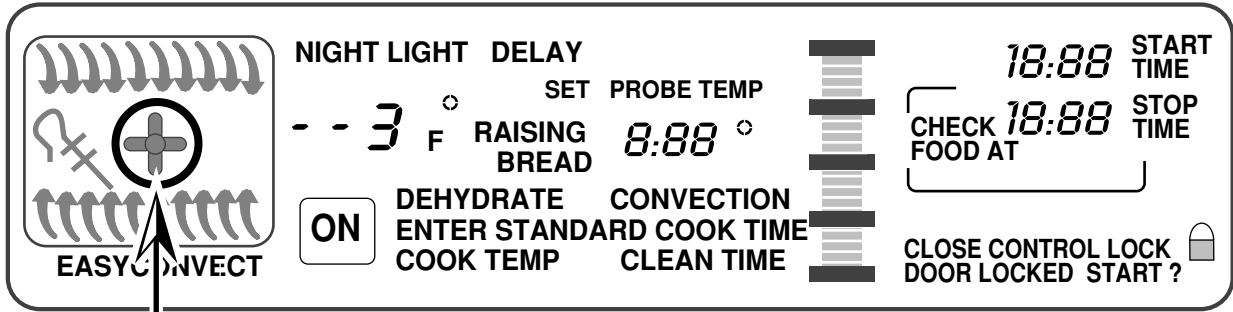 NIGHT LIGHT DELAY
SET PROBE TEMP
--3°F RAISING 8:88 °
BREAD
ON
DEHYDRATE CONVECTION
ENTER STANDARD COOK TIME
COOK TEMP CLEAN TIME
EASYCONVECT
18:88 START
TIME
CHECK 18:88 STOP
FOOD AT TIME
CLOSE CONTROL LOCK
DOOR LOCKED START ?